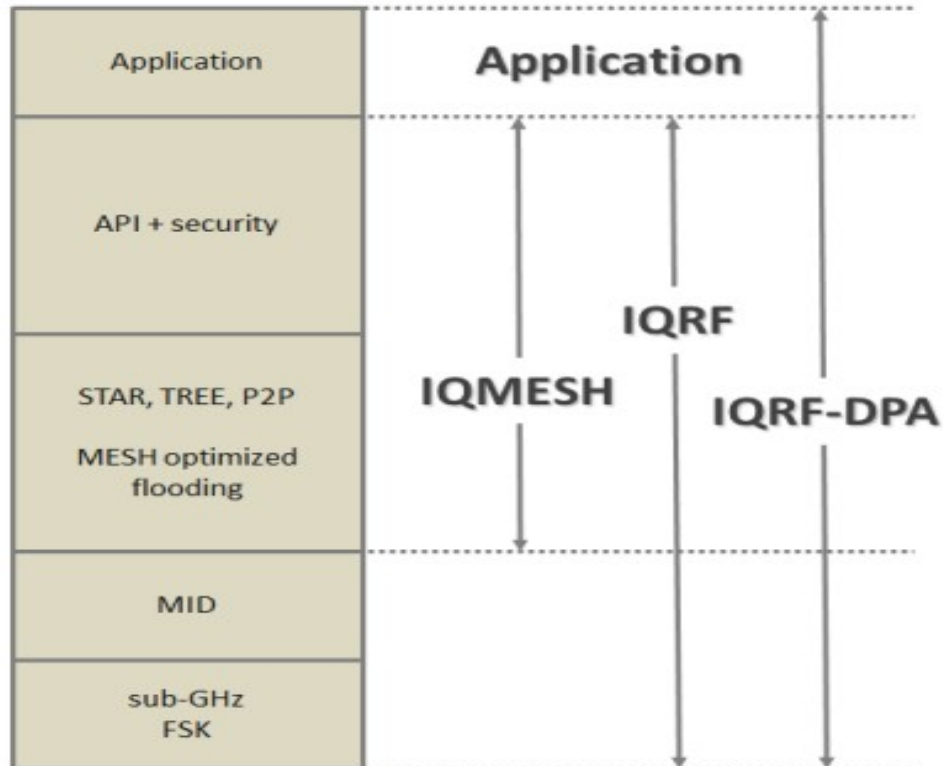 Application
Application
API + security
IQRF
STAR, TREE, P2P
IQMESH
IQRF-DPA
MESH optimized
flooding
MID
sub-GHz
FSK